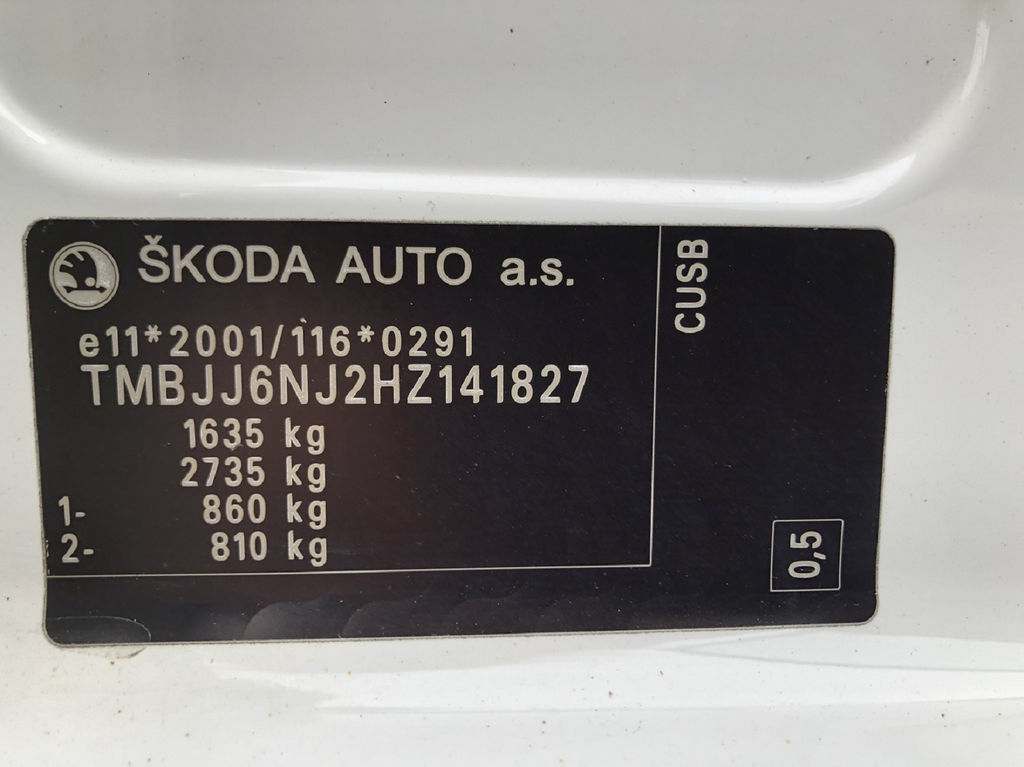 ŠKODA AUTO a.s.
e11*2001/116*0291
TMBJJ6NJ2HZ141827
1635 kg
2735 kg
1- 860 kg
2- 810 kg
CUSB
0,5